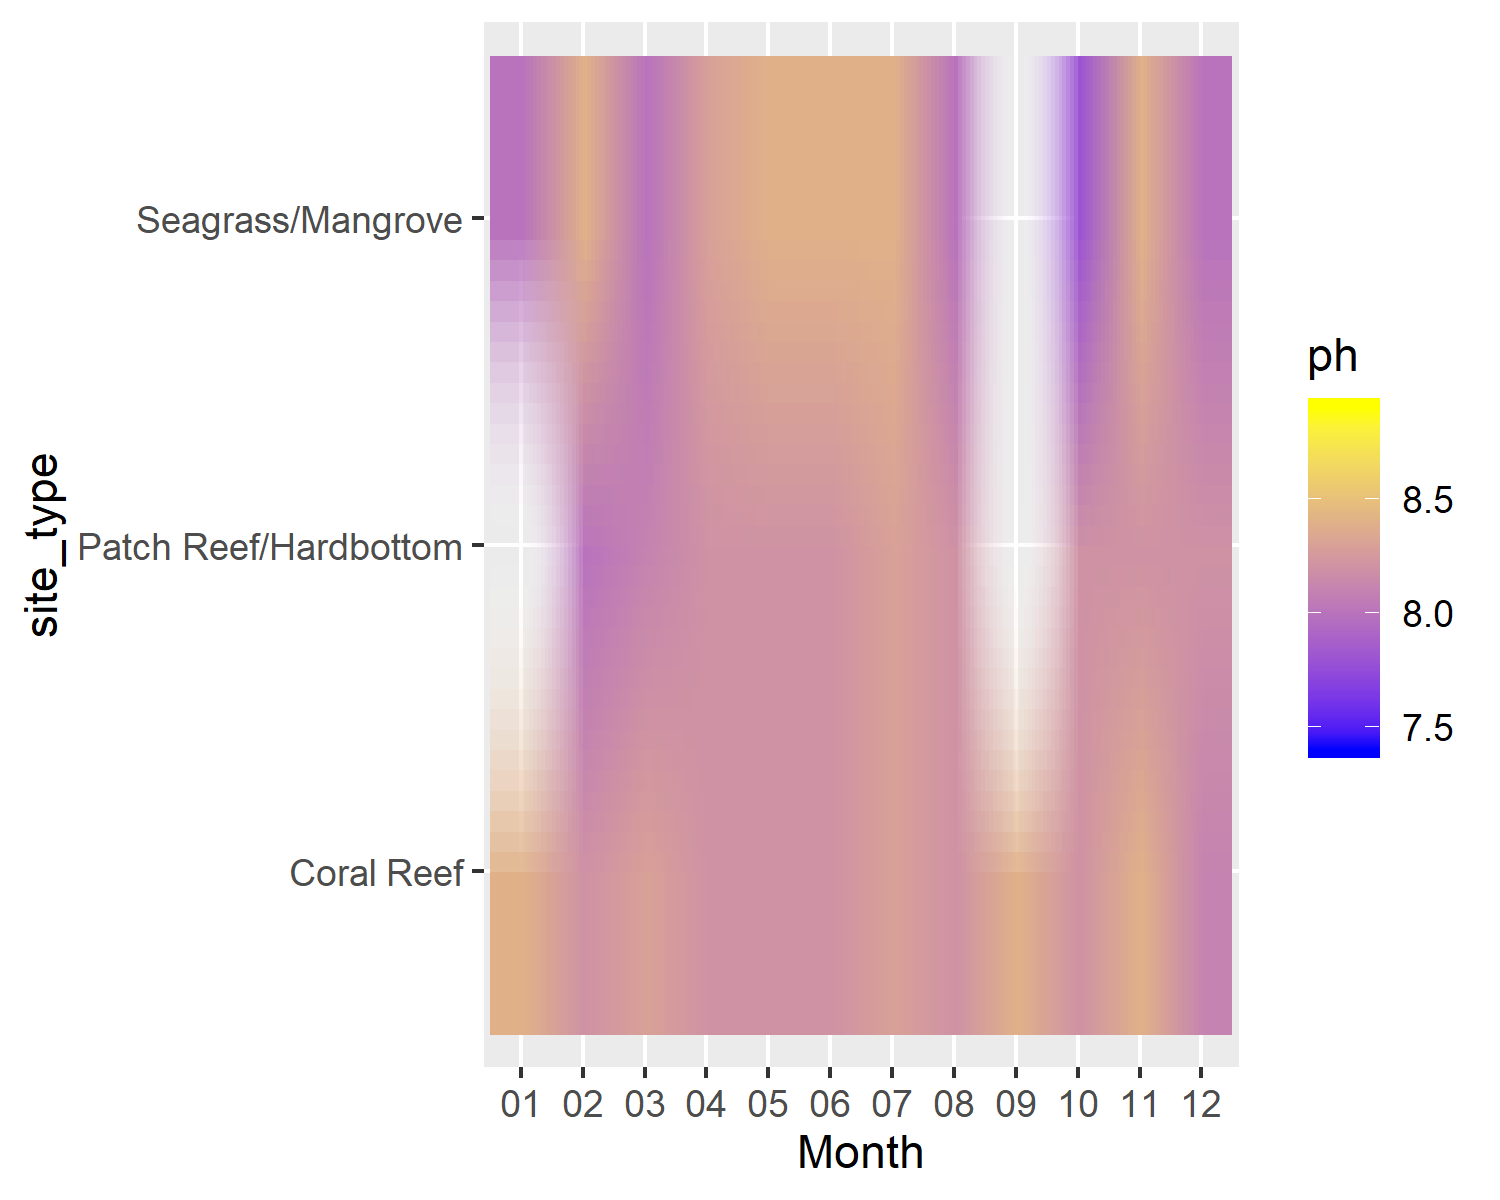 Seagrass/Mangrove
Patch Reef/Hardbottom
Coral Reef
site_type
01 02 03 04 05 06 07 08 09 10 11 12
Month
ph
8.5
8.0
7.5